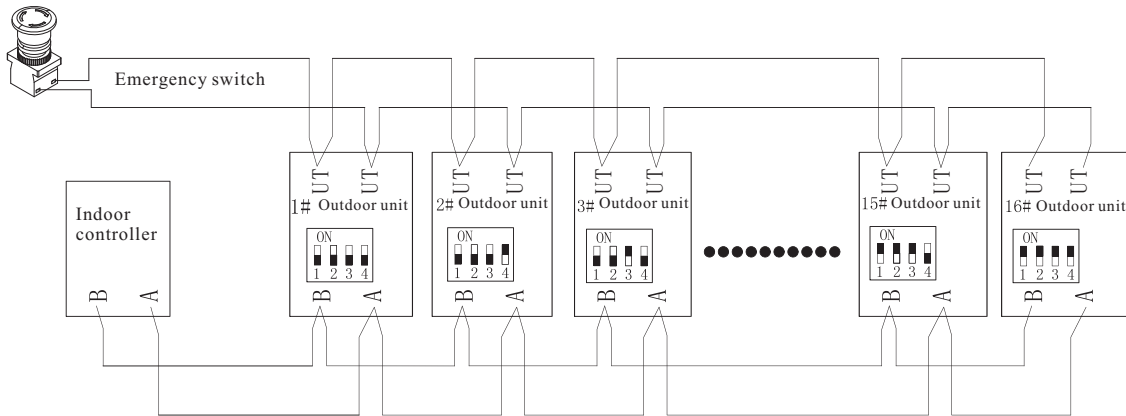 Emergency switch
Indoor
controller
B A
UT UT
1# Outdoor unit
ON
1 2 3 4
B A
UT UT
2# Outdoor unit
ON
1 2 3 4
B A
UT UT
3# Outdoor unit
ON
1 2 3 4
B A
UT UT
15# Outdoor unit
ON
1 2 3 4
B A
UT UT
16# Outdoor unit
ON
1 2 3 4
B A